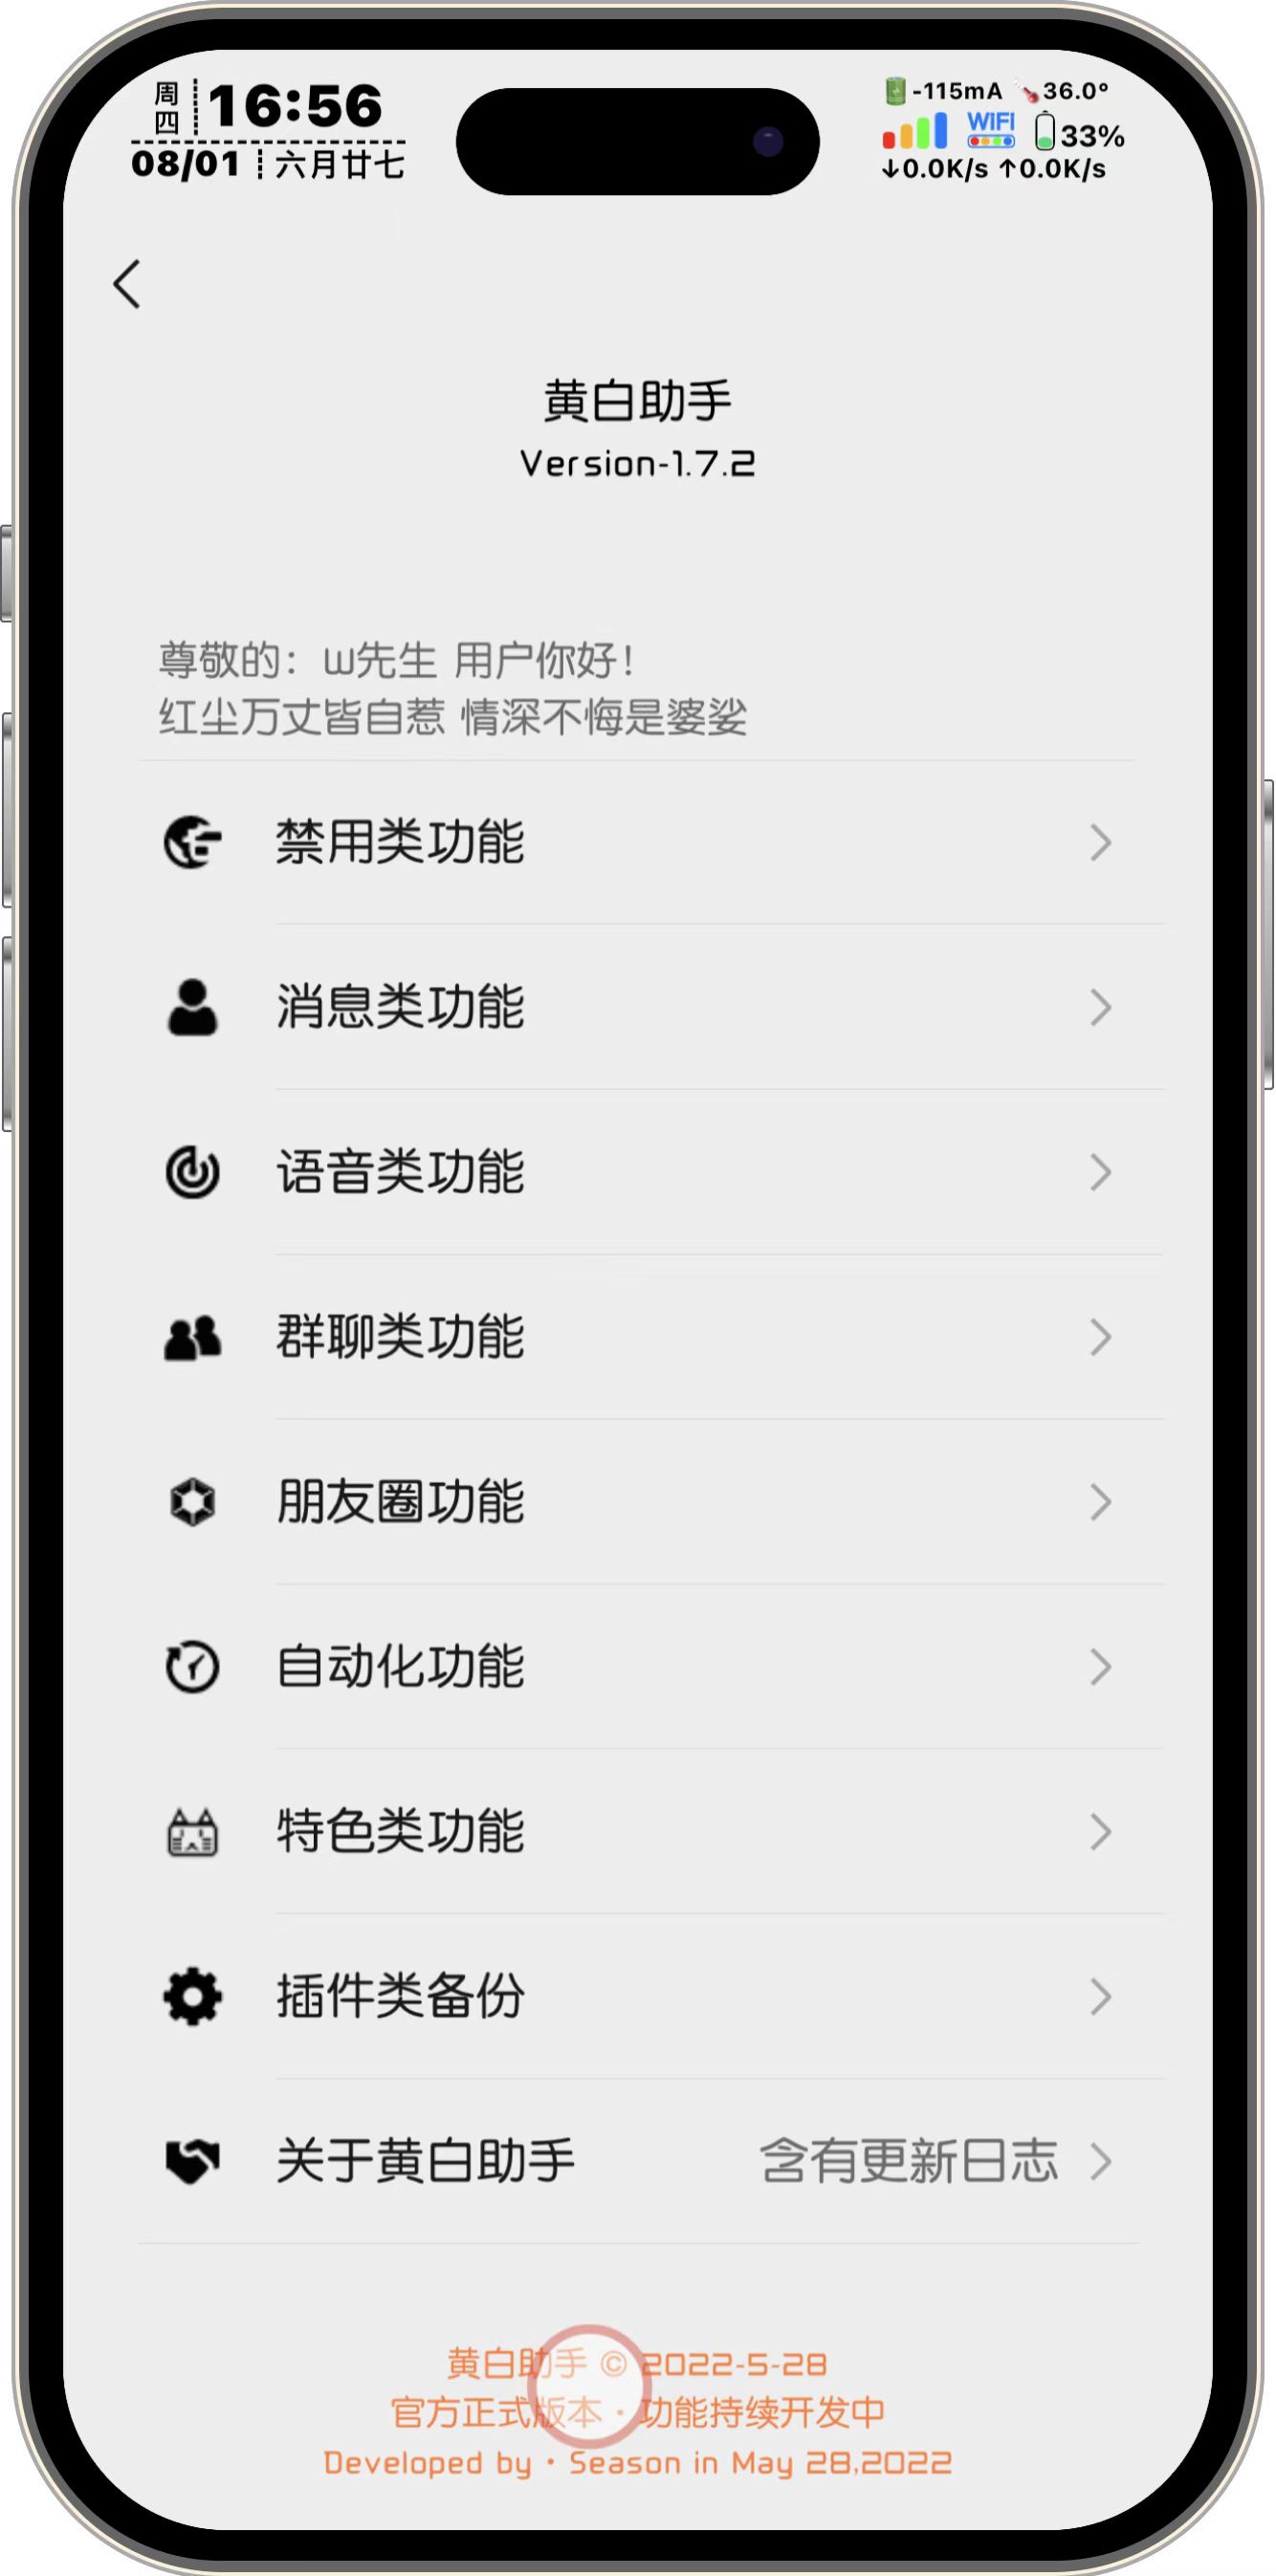 周四
16:56
08/01
六月廿七
-115mA
36.0°
WIFI
33%
↓0.0K/s ↑0.0K/s
黄白助手
Version-1.7.2
尊敬的：w先生 用户你好！
红尘万丈皆自惹 情深不悔是婆娑
禁用类功能
消息类功能
语音类功能
群聊类功能
朋友圈功能
自动化功能
特色类功能
插件类备份
关于黄白助手
含有更新日志
黄白助手 © 2022-5-28
官方正式版本 · 功能持续开发中
Developed by · Season in May 28,2022